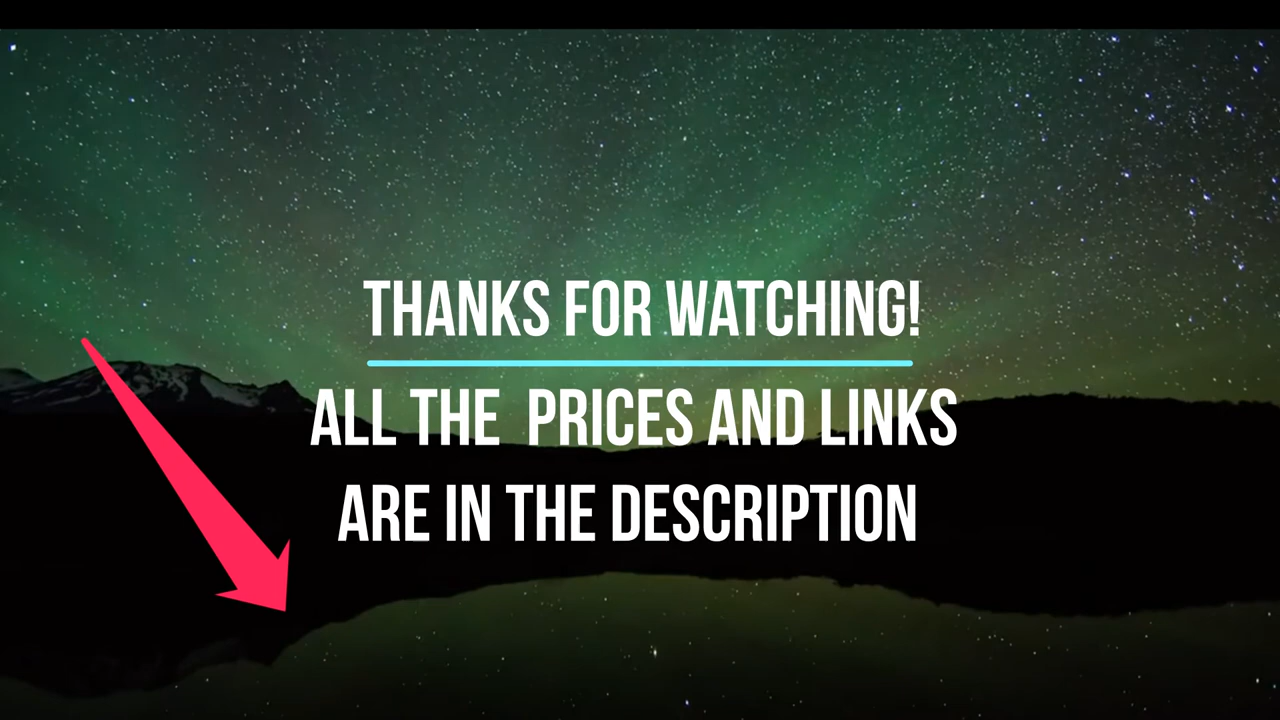 THANKS FOR WATCHING!
ALL THE  PRICES AND LINKS
ARE IN THE DESCRIPTION